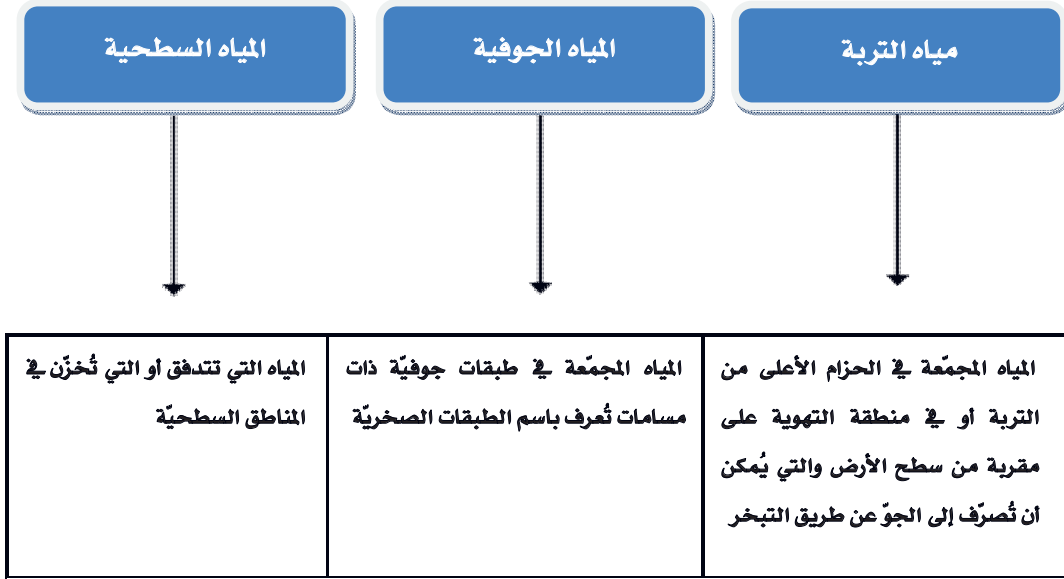 مياه التربة
المياه الجوفية
المياه السطحية
المياه المجمّعة في الحزام الأعلى من
التربة أو في منطقة التهوية على
مقربة من سطح الأرض والتي يُمكن
أن تُصرّف إلى الجوّ عن طريق التبخر
المياه المجمّعة في طبقات جوفيّة ذات
مسامات تُعرف باسم الطبقات الصخريّة
المياه التي تتدفق أو التي تُخزّن في
المناطق السطحيّة